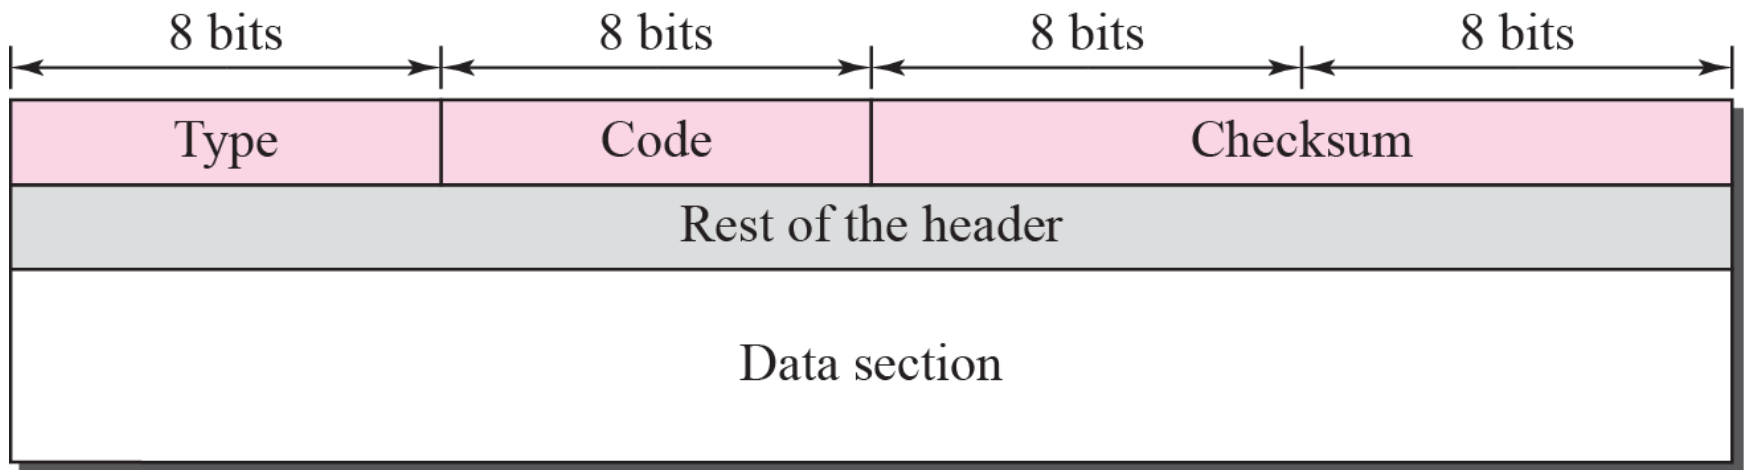 8 bits 8 bits 8 bits 8 bits
Type Code Checksum
Rest of the header
Data section